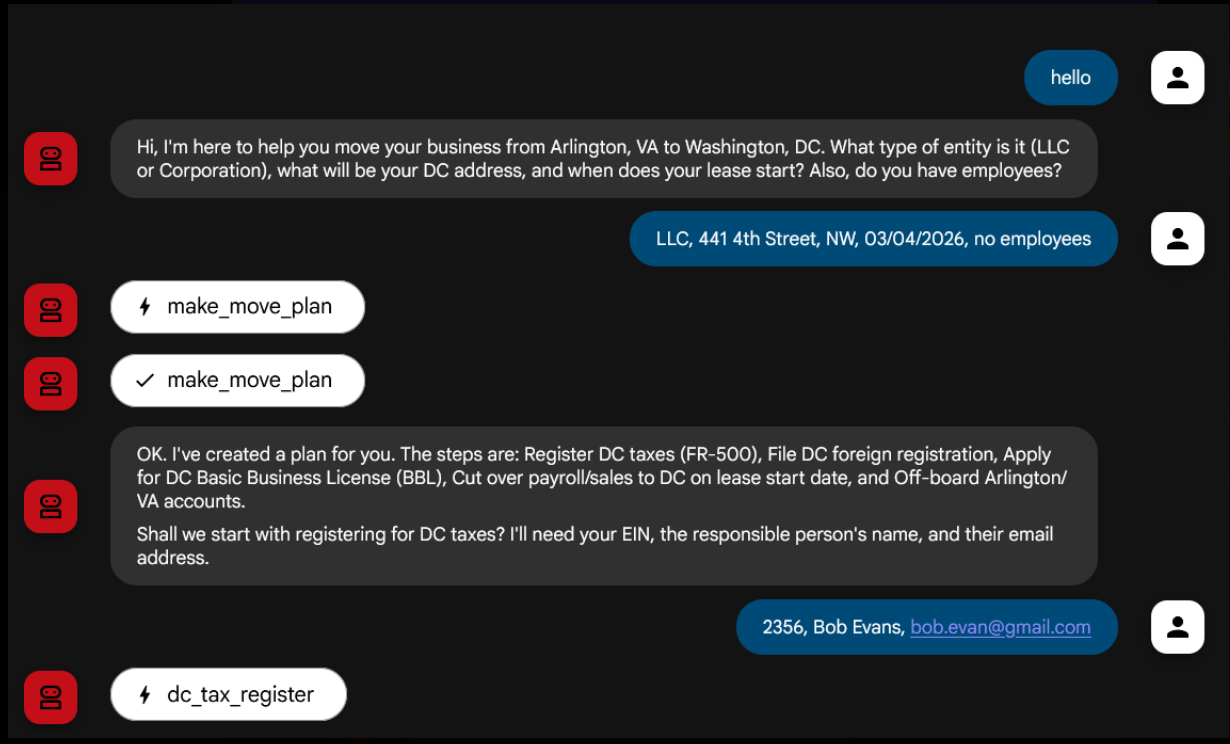 hello
Hi, I'm here to help you move your business from Arlington, VA to Washington, DC. What type of entity is it (LLC
or Corporation), what will be your DC address, and when does your lease start? Also, do you have employees?
LLC, 441 4th Street, NW, 03/04/2026, no employees
make_move_plan
make_move_plan
OK. I've created a plan for you. The steps are: Register DC taxes (FR-500), File DC foreign registration, Apply
for DC Basic Business License (BBL), Cut over payroll/sales to DC on lease start date, and Off-board Arlington/
VA accounts.
Shall we start with registering for DC taxes? I'll need your EIN, the responsible person's name, and their email
address.
2356, Bob Evans, bob.evan@gmail.com
dc_tax_register